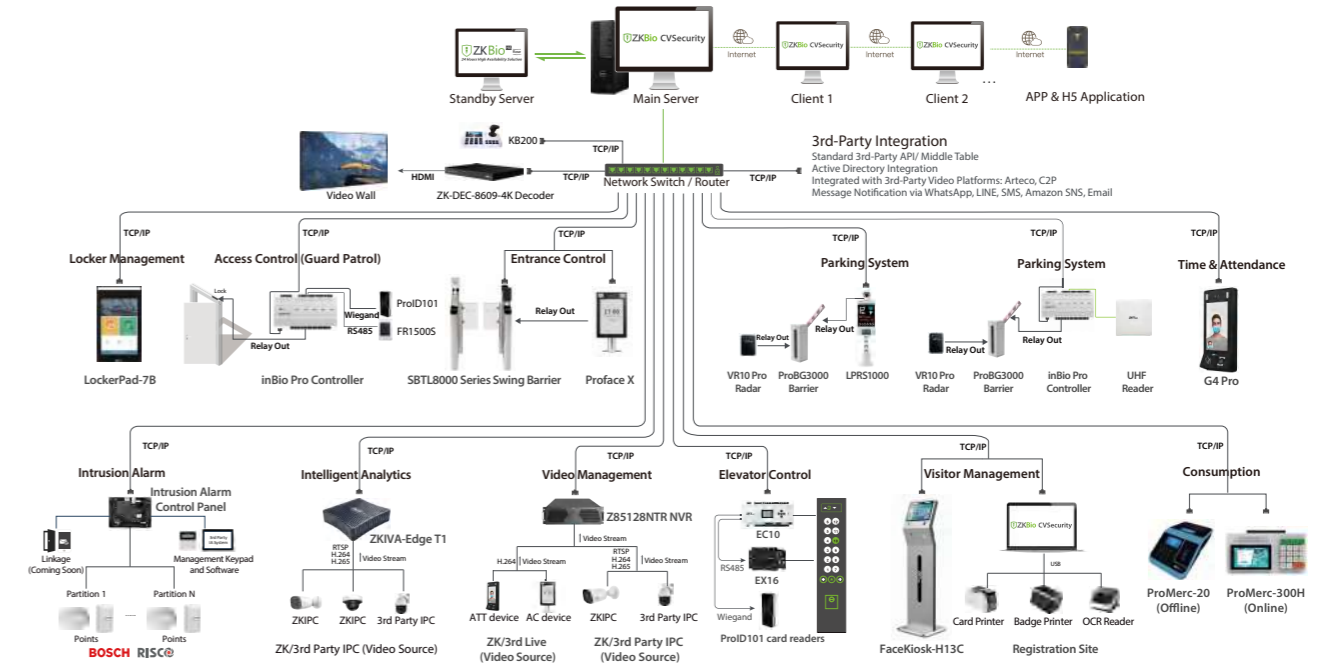 ZKBio
24 Hours High Availability Solution
ZKBio CVSecurity
ZKBio CVSecurity
ZKBio CVSecurity
Internet
Internet
Internet
...
Standby Server
Main Server
Client 1
Client 2
APP & H5 Application
KB200
TCP/IP
HDMI
TCP/IP
TCP/IP
Video Wall
ZK-DEC-8609-4K Decoder
Network Switch / Router
3rd-Party Integration
Standard 3rd-Party API/ Middle Table
Active Directory Integration
Integrated with 3rd-Party Video Platforms: Arteco, C2P
Message Notification via WhatsApp, LINE, SMS, Amazon SNS, Email
TCP/IP
TCP/IP
TCP/IP
TCP/IP
TCP/IP
TCP/IP
Locker Management
Access Control (Guard Patrol)
Entrance Control
Parking System
Parking System
Time & Attendance
Lock
ProID101
Wiegand
RS485
FR1500S
Relay Out
Relay Out
Relay Out
Relay Out
Relay Out
Relay Out
LockerPad-7B
inBio Pro Controller
SBTL8000 Series Swing Barrier
Proface X
VR10 Pro
Radar
ProBG3000
Barrier
LPRS1000
VR10 Pro
Radar
ProBG3000
Barrier
inBio Pro
Controller
UHF
Reader
G4 Pro
TCP/IP
TCP/IP
TCP/IP
TCP/IP
TCP/IP
TCP/IP
Intrusion Alarm
Intelligent Analytics
Video Management
Elevator Control
Visitor Management
Consumption
Intrusion Alarm
Control Panel
Linkage
(Coming Soon)
3rd Party
Management Keypad
and Software
Partition 1
Partition N
Points
Points
BOSCH RISCO
ZKIVA-Edge T1
RTSP
H.264
H.265
Video Stream
ZKIPC
ZKIPC
3rd Party IPC
ZK/3rd Party IPC (Video Source)
Z85128NTR NVR
Video Stream
H.264
Video Stream
RTSP
H.264
H.265
Video Stream
ATT device
AC device
ZKIPC
3rd Party IPC
ZK/3rd Live
(Video Source)
ZK/3rd Party IPC
(Video Source)
EC10
RS485
EX16
Wiegand
ProID101 card readers
FaceKiosk-H13C
ZKBio CVSecurity
USB
Card Printer
Badge Printer
OCR Reader
Registration Site
ProMerc-20
(Offline)
ProMerc-300H
(Online)